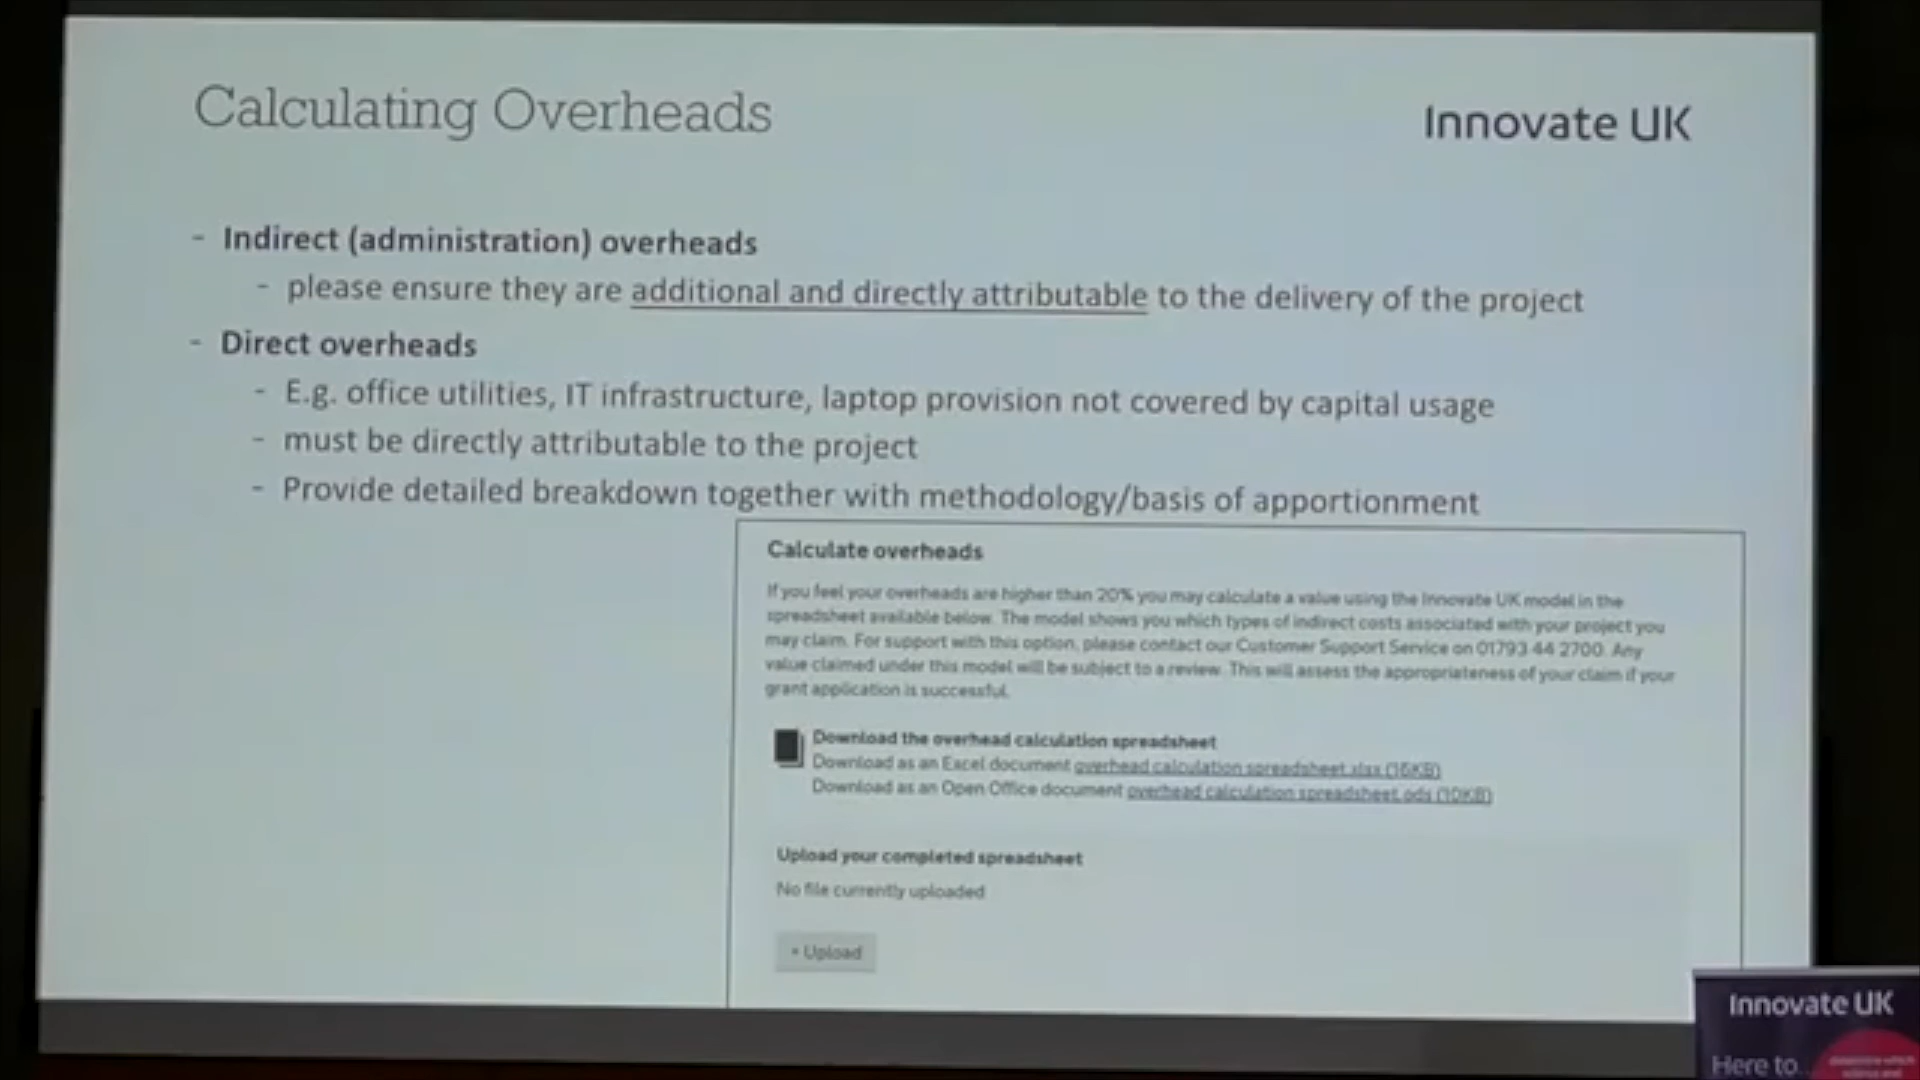 Calculating Overheads
Innovate UK
- Indirect (administration) overheads
- please ensure they are additional and directly attributable to the delivery of the project
- Direct overheads
- E.g. office utilities, IT infrastructure, laptop provision not covered by capital usage
- must be directly attributable to the project
- Provide detailed breakdown together with methodology/basis of apportionment
Calculate overheads
If you feel your overheads are higher than 20% you may calculate a value using the Innovate UK model in the
spreadsheet available below. The model shows you which types of indirect costs associated with your project you
may claim. For support with this option, please contact our Customer Support Service on 01793 44 2700. Any
value claimed under this model will be subject to a review. This will assess the appropriateness of your claim if your
grant application is successful.
Download the overhead calculation spreadsheet
Download as an Excel document overhead calculation spreadsheet.xlsx (16KB)
Download as an Open Office document overhead calculation spreadsheet.ods (10KB)
Upload your completed spreadsheet
No file currently uploaded
+ Upload
Innovate UK
Here to